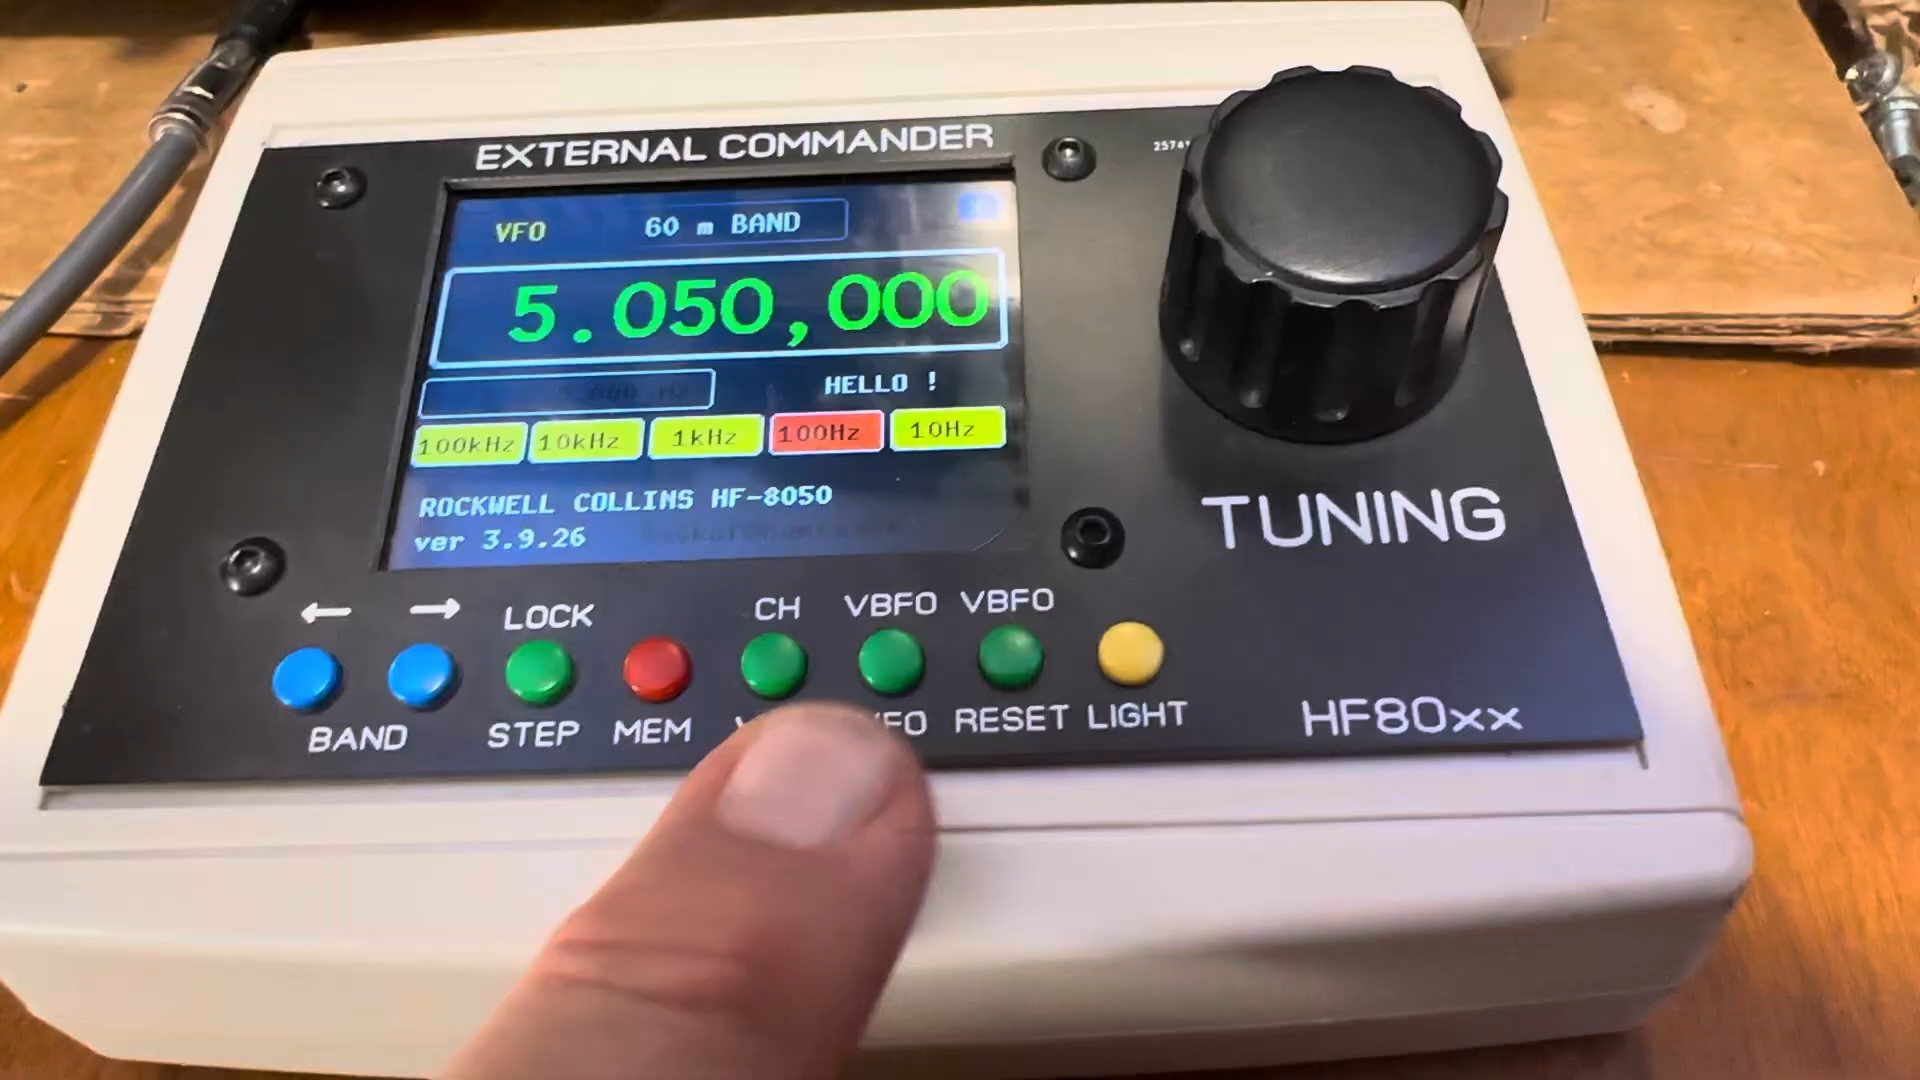 EXTERNAL COMMANDER
VFO 60 m BAND
5.050,000
HELLO !
100kHz 10kHz 1kHz 100Hz 10Hz
ROCKWELL COLLINS HF-8050
ver 3.9.26
TUNING
← → LOCK CH VBFO VBFO
BAND STEP MEM RESET LIGHT
HF80xx